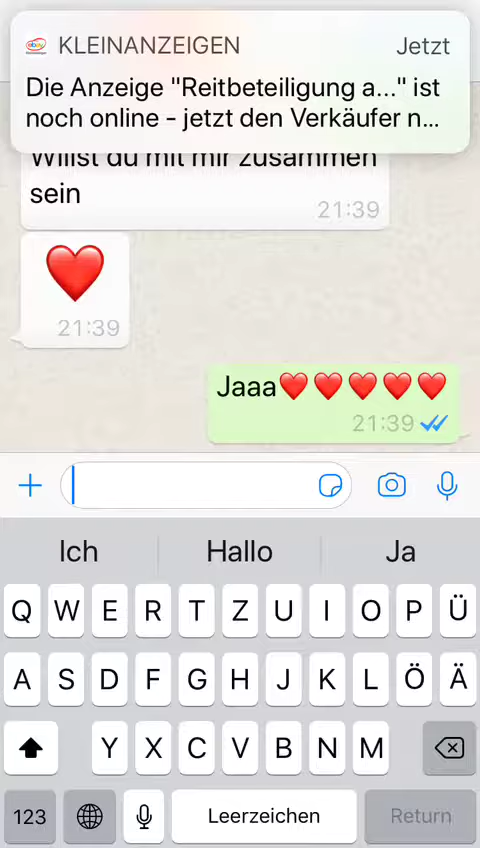 KLEINANZEIGEN
Jetzt
Die Anzeige "Reitbeteiligung a..." ist
noch online - jetzt den Verkäufer n...
Willst du mit mir zusammen
sein
21:39
❤️
21:39
Jaaa❤️❤️❤️❤️❤️
21:39
Ich Hallo Ja
Q W E R T Z U I O P Ü
A S D F G H J K L Ö Ä
Y X C V B N M
123 Leerzeichen Return